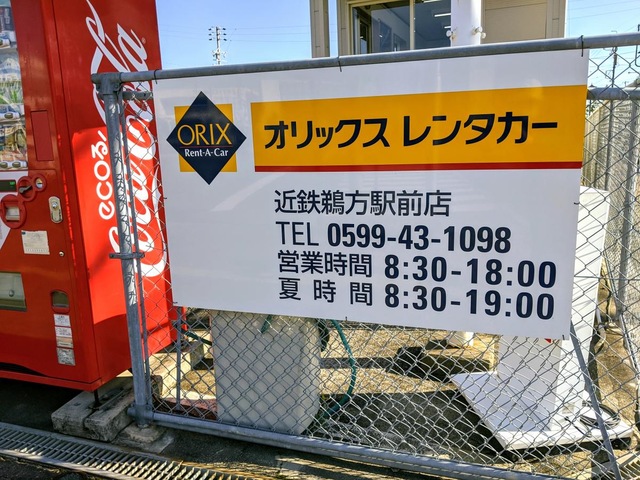 ORIX
Rent-A-Car
オリックス レンタカー
近鉄鵜方駅前店
TEL 0599-43-1098
営業時間 8:30-18:00
夏時間 8:30-19:00
ecoる
Coca-Cola